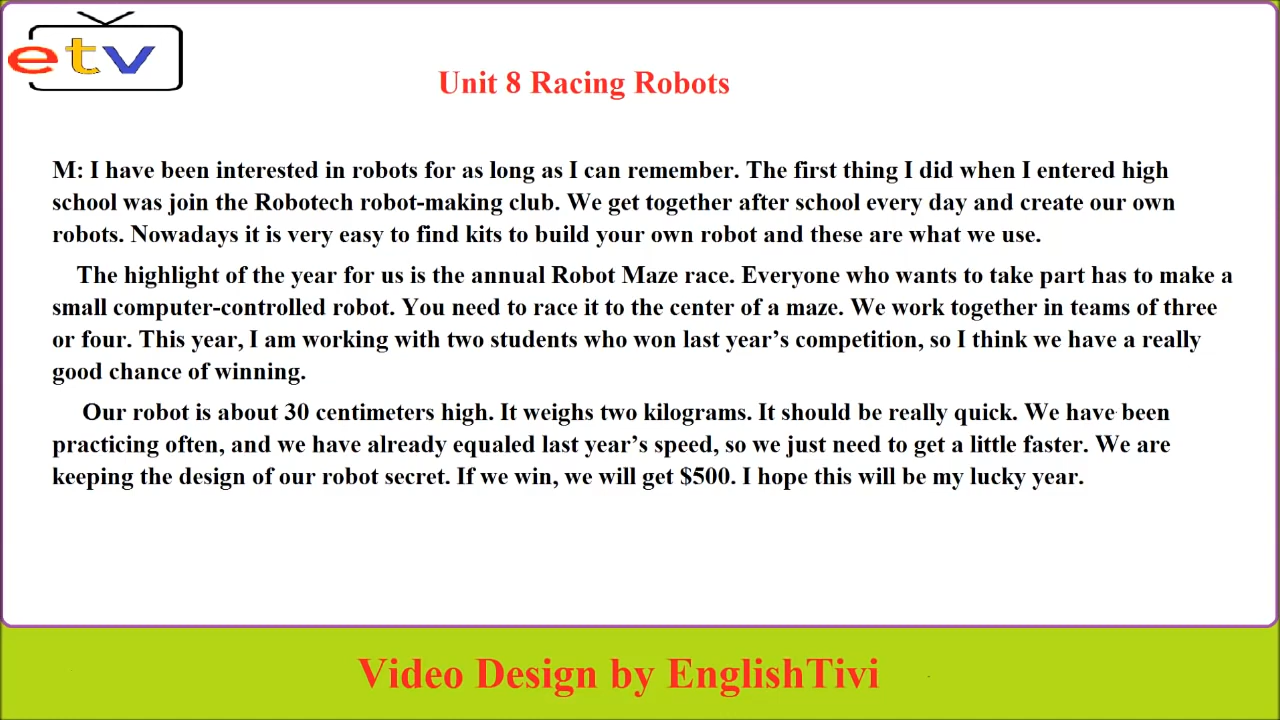 etv
Unit 8 Racing Robots
M: I have been interested in robots for as long as I can remember. The first thing I did when I entered high
school was join the Robotech robot-making club. We get together after school every day and create our own
robots. Nowadays it is very easy to find kits to build your own robot and these are what we use.
The highlight of the year for us is the annual Robot Maze race. Everyone who wants to take part has to make a
small computer-controlled robot. You need to race it to the center of a maze. We work together in teams of three
or four. This year, I am working with two students who won last year’s competition, so I think we have a really
good chance of winning.
Our robot is about 30 centimeters high. It weighs two kilograms. It should be really quick. We have been
practicing often, and we have already equaled last year’s speed, so we just need to get a little faster. We are
keeping the design of our robot secret. If we win, we will get $500. I hope this will be my lucky year.
Video Design by EnglishTivi